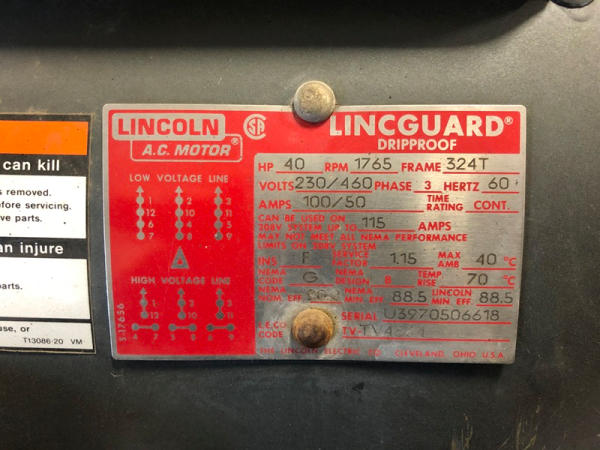 can kill
s removed.
before servicing.
ve parts.
an injure
parts.
use, or
T13086-20 VM
LINCOLN
A.C. MOTOR®
LINCGUARD®
DRIPPROOF
LOW VOLTAGE LINE
1 2 3
12 10 11
6 4 5
7 8 9
HIGH VOLTAGE LINE
1 2 3
12 10 11
4 7 5 8 6 9
S-17656
HP 40 RPM 1765 FRAME 324T
VOLTS 230/460 PHASE 3 HERTZ 60
AMPS 100/50 TIME RATING CONT.
CAN BE USED ON
208V SYSTEM UP TO 115 AMPS
MAY NOT MEET ALL NEMA PERFORMANCE
LIMITS ON 208V SYSTEM
INS F SERVICE FACTOR 1.15 MAX AMB 40 °C
NEMA CODE G NEMA DESIGN B TEMP. RISE 70 °C
NEMA NOM. EFF. NEMA MIN. EFF. 88.5 LINCOLN MIN. EFF. 88.5
SERIAL U3970506618
L.E.CO. CODE TV-
THE LINCOLN ELECTRIC CO. CLEVELAND, OHIO U.S.A.